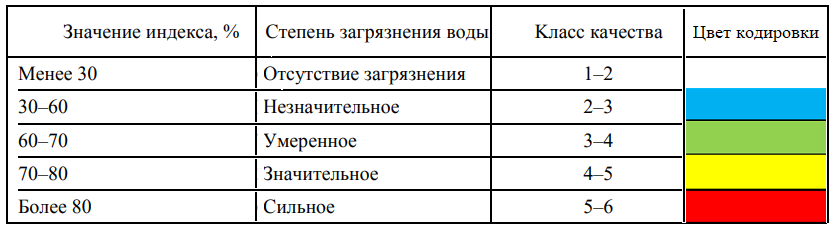 Значение индекса, % Степень загрязнения воды Класс качества Цвет кодировки
Менее 30 Отсутствие загрязнения 1–2
30–60 Незначительное 2–3
60–70 Умеренное 3–4
70–80 Значительное 4–5
Более 80 Сильное 5–6